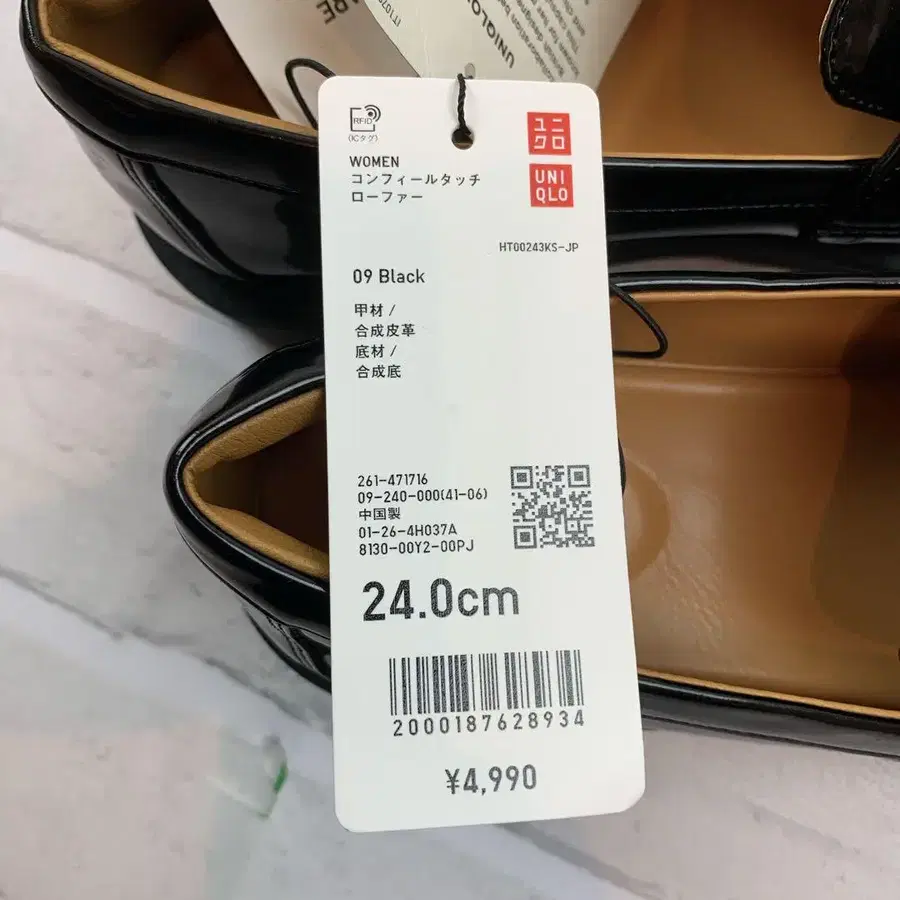 UNIQLO
RFID
(ICタグ)
ユニ
クロ
UNI
QLO
WOMEN
コンフィールタッチ
ローファー
HT00243KS-JP
09 Black
甲材 /
合成皮革
底材 /
合成底
261-471716
09-240-000(41-06)
中国製
01-26-4H037A
8130-00Y2-00PJ
24.0cm
2000187628934
¥4,990